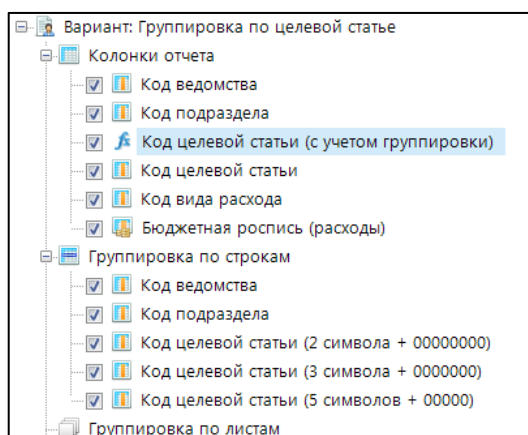 Вариант: Группировка по целевой статье
Колонки отчета
Код ведомства
Код подраздела
fx Код целевой статьи (с учетом группировки)
Код целевой статьи
Код вида расхода
Бюджетная роспись (расходы)
Группировка по строкам
Код ведомства
Код подраздела
Код целевой статьи (2 символа + 00000000)
Код целевой статьи (3 символа + 0000000)
Код целевой статьи (5 символов + 00000)
Группировка по листам